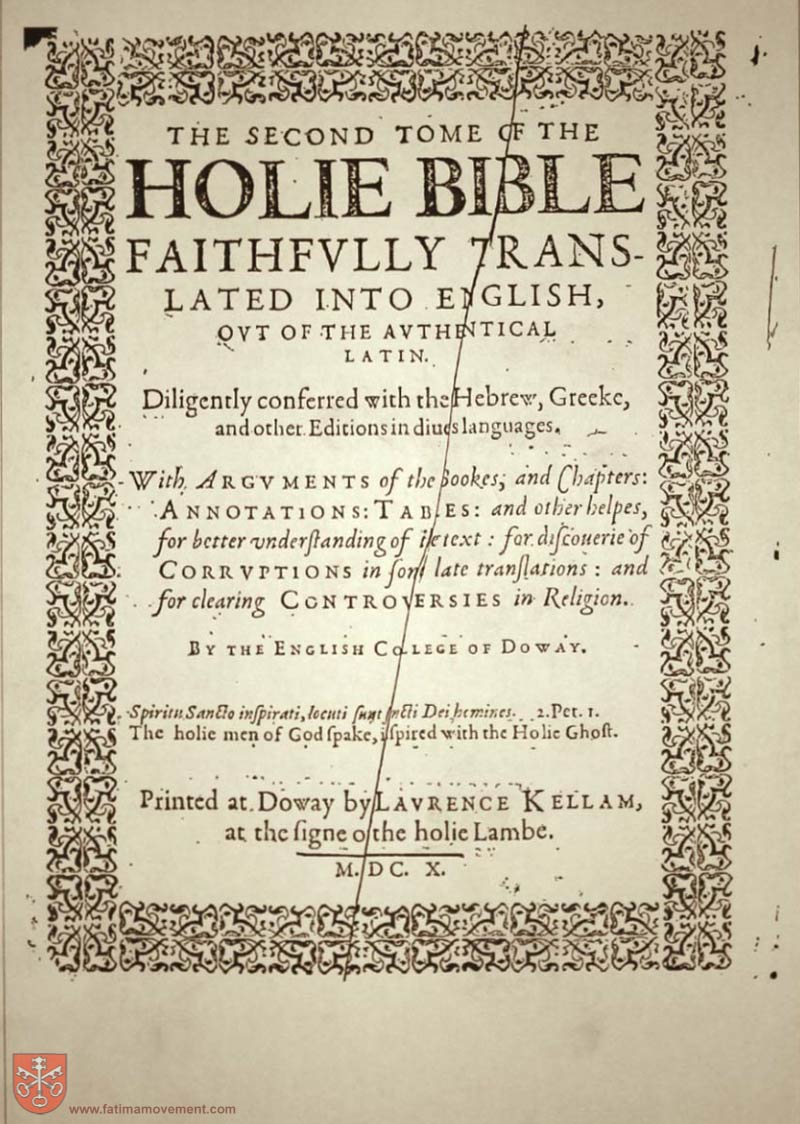 THE SECOND TOME OF THE
HOLIE BIBLE
FAITHFVLLY TRANS-
LATED INTO ENGLISH,
OVT OF THE AVTHENTICAL
LATIN.
Diligently conferred with the Hebrew, Greeke,
and other Editions in diues languages.
With ARGVMENTS of the Bookes, and Chapters:
ANNOTATIONS: TABLES: and other helpes,
for better vnderſtanding of the text: for diſcouerie of
CORRVPTIONS in ſome late tranſlations: and
for clearing CONTROVERSIES in Religion.
BY THE ENGLISH COLLEGE OF DOWAY.
Spiritu Sancto inſpirati, locuti ſunt ſancti Dei homines. 2. Pet. 1.
The holie men of God ſpake, inſpired with the Holie Ghoſt.
Printed at Doway by LAVRENCE KELLAM,
at the ſigne of the holie Lambe.
M. DC. X.
www.fatimamovement.com